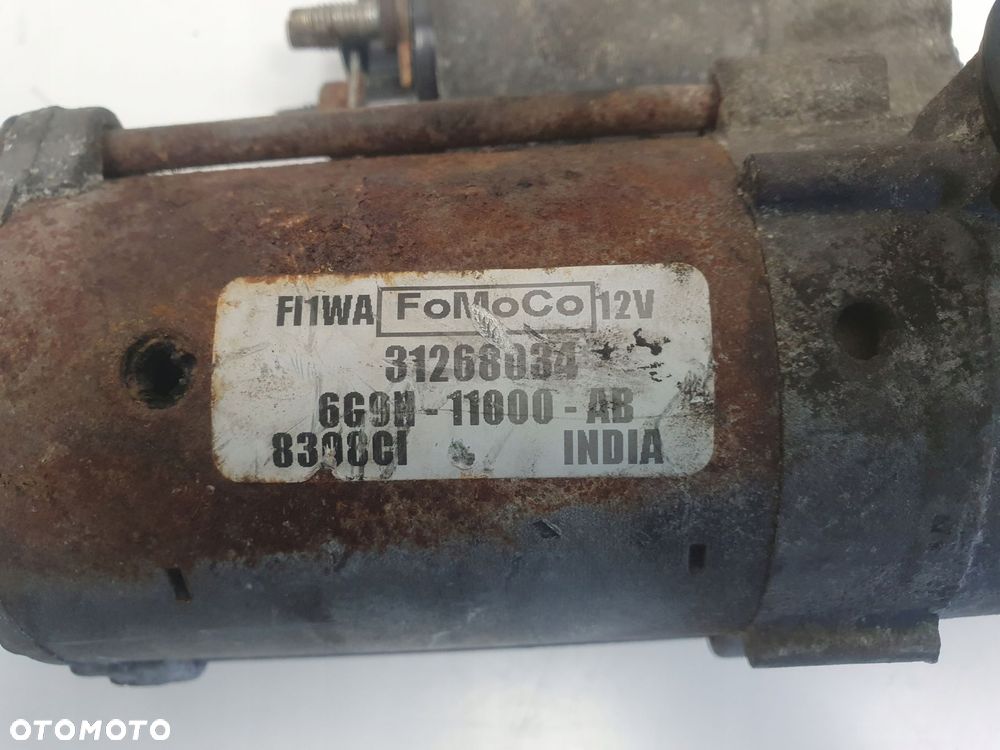 FI1WA FoMoCo 12V
31268034
6G9N-11000-AB
8308CI INDIA
OTOMOTO